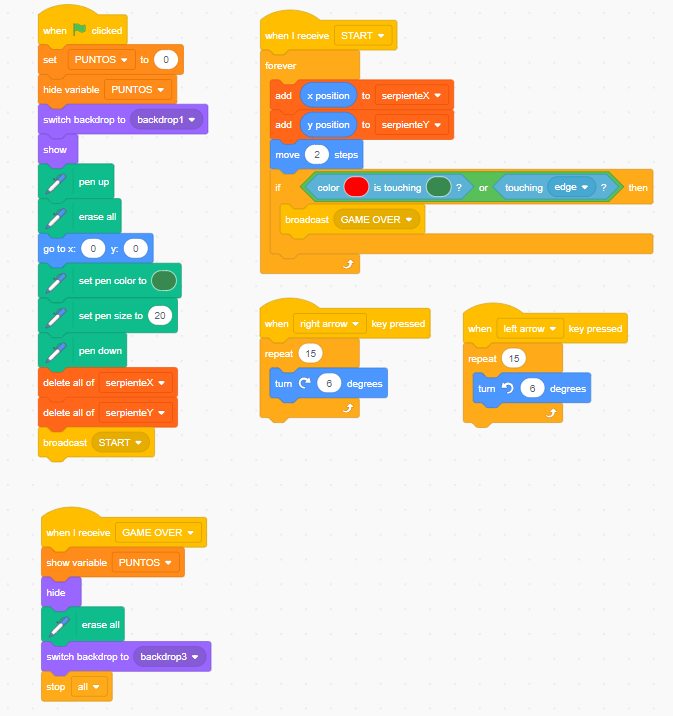 when clicked
set PUNTOS to 0
hide variable PUNTOS
switch backdrop to backdrop1
show
pen up
erase all
go to x: 0 y: 0
set pen color to
set pen size to 20
pen down
delete all of serpienteX
delete all of serpienteY
broadcast START
when I receive START
forever
add x position to serpienteX
add y position to serpienteY
move 2 steps
if color is touching ? or touching edge ? then
broadcast GAME OVER
when right arrow key pressed
repeat 15
turn 6 degrees
when left arrow key pressed
repeat 15
turn 6 degrees
when I receive GAME OVER
show variable PUNTOS
hide
erase all
switch backdrop to backdrop3
stop all